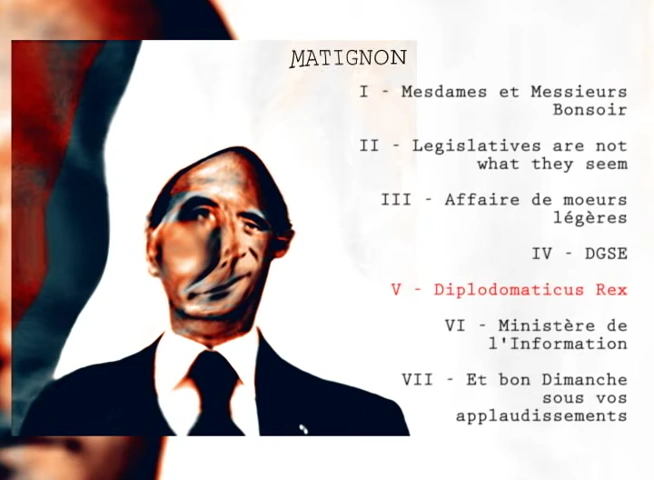 MATIGNON
I - Mesdames et Messieurs
Bonsoir
II - Legislatives are not
what they seem
III - Affaire de moeurs
légères
IV - DGSE
V - Diplodomaticus Rex
VI - Ministère de
l'Information
VII - Et bon Dimanche
sous vos
applaudissements